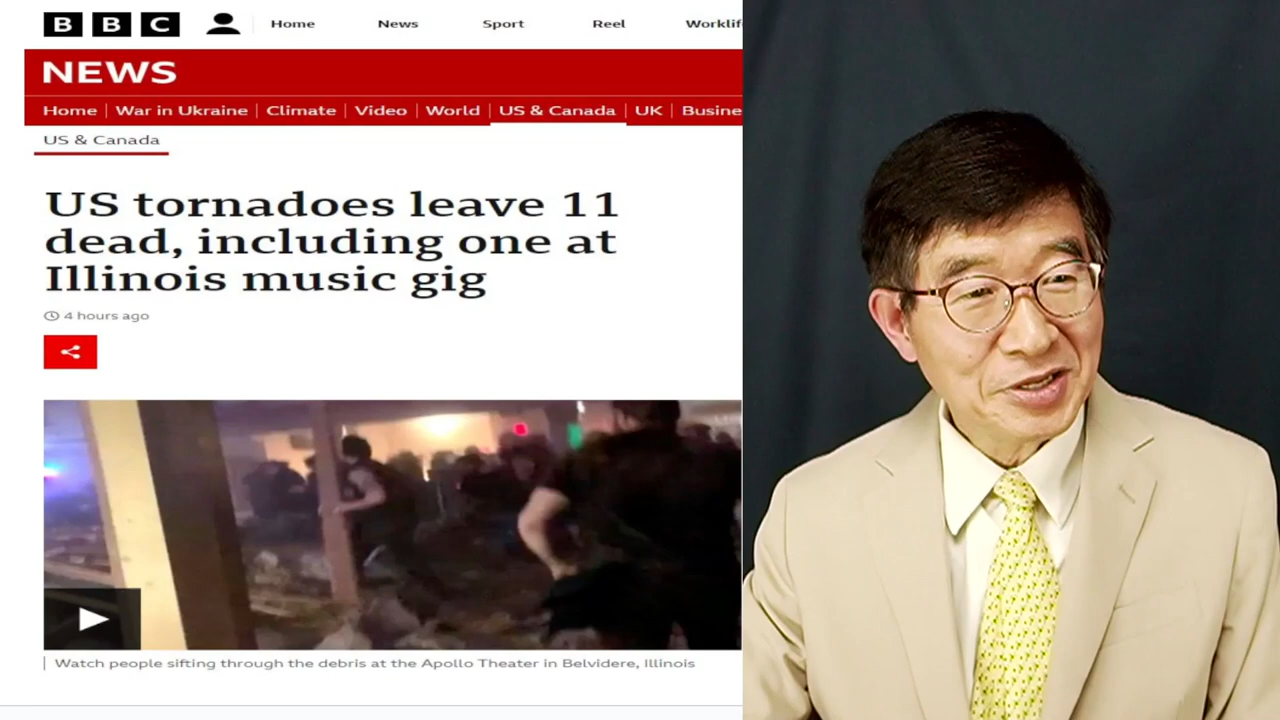 BBC
Home News Sport Reel Worklif
NEWS
Home | War in Ukraine | Climate | Video | World | US & Canada | UK | Busine
US & Canada
US tornadoes leave 11
dead, including one at
Illinois music gig
4 hours ago
Watch people sifting through the debris at the Apollo Theater in Belvidere, Illinois